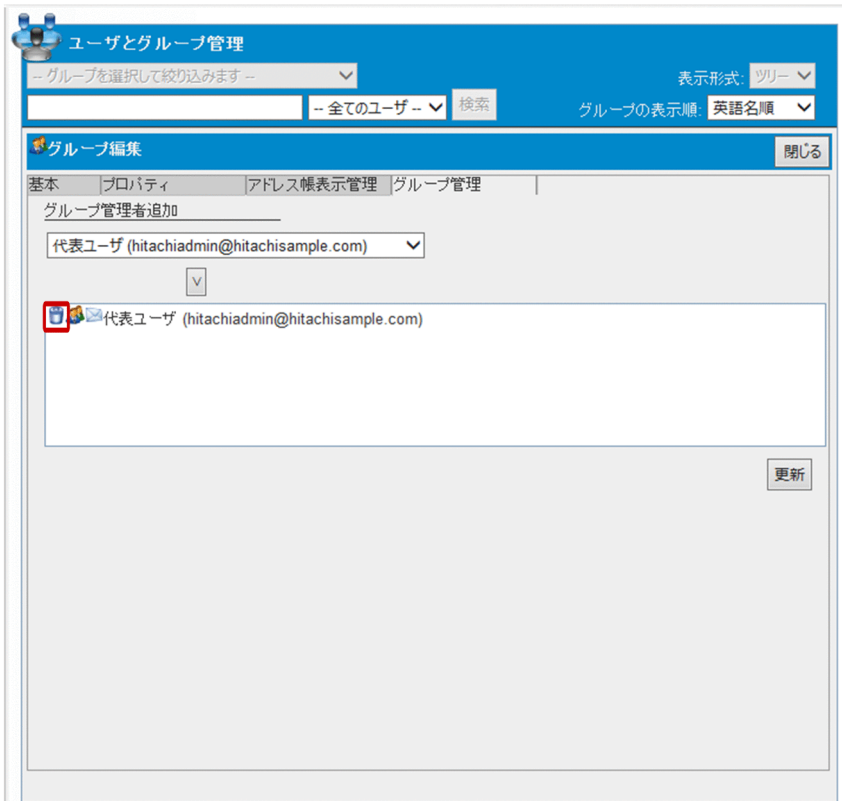 ユーザとグループ管理
-- グループを選択して絞り込みます --
表示形式: ツリー
-- 全てのユーザ -- 検索 グループの表示順: 英語名順
グループ編集 閉じる
基本 プロパティ アドレス帳表示管理 グループ管理
グループ管理者追加
代表ユーザ (hitachiadmin@hitachisample.com)
V
代表ユーザ (hitachiadmin@hitachisample.com)
更新